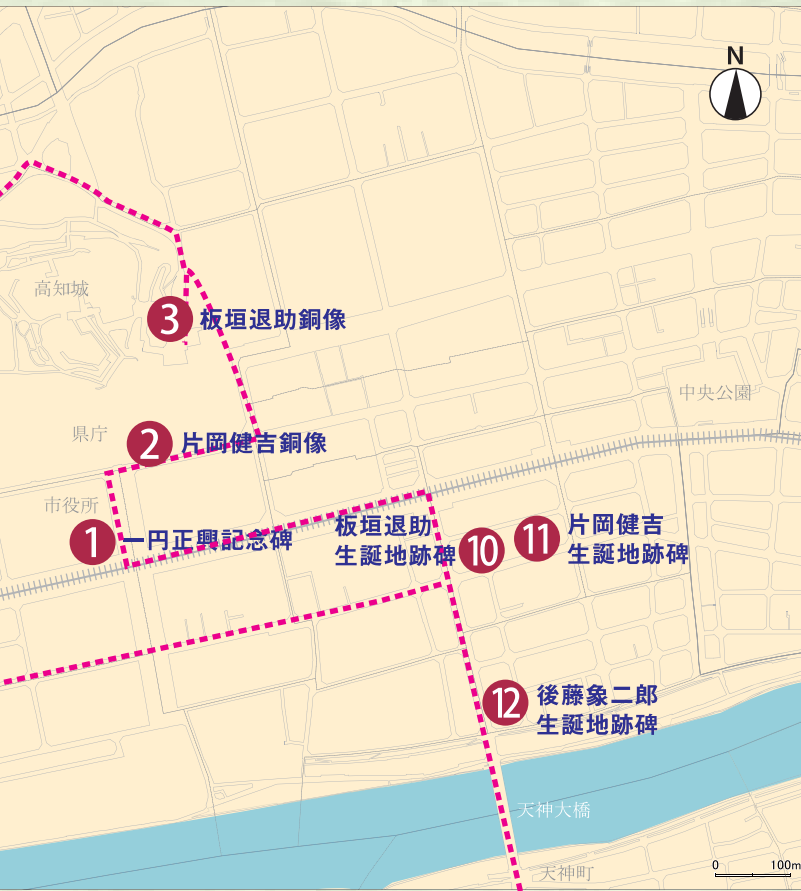 N
高知城
3 板垣退助銅像
中央公園
県庁
2 片岡健吉銅像
市役所
1 一円正興記念碑
板垣退助
生誕地跡碑 10
11 片岡健吉
生誕地跡碑
12 後藤象二郎
生誕地跡碑
天神大橋
天神町
0 100m